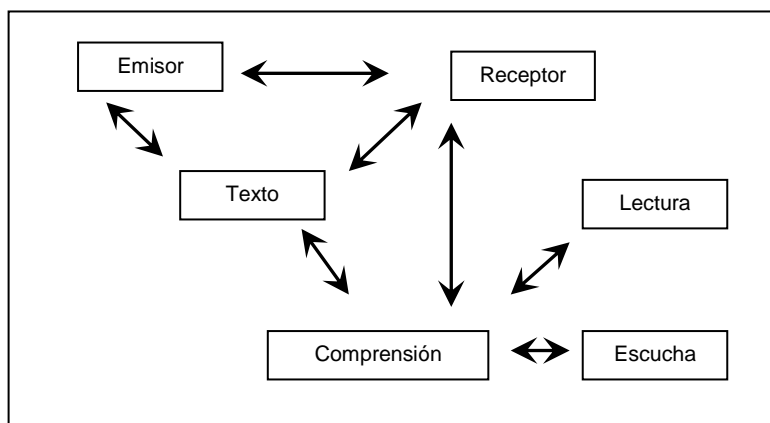 Emisor
Receptor
Texto
Lectura
Comprensión
Escucha